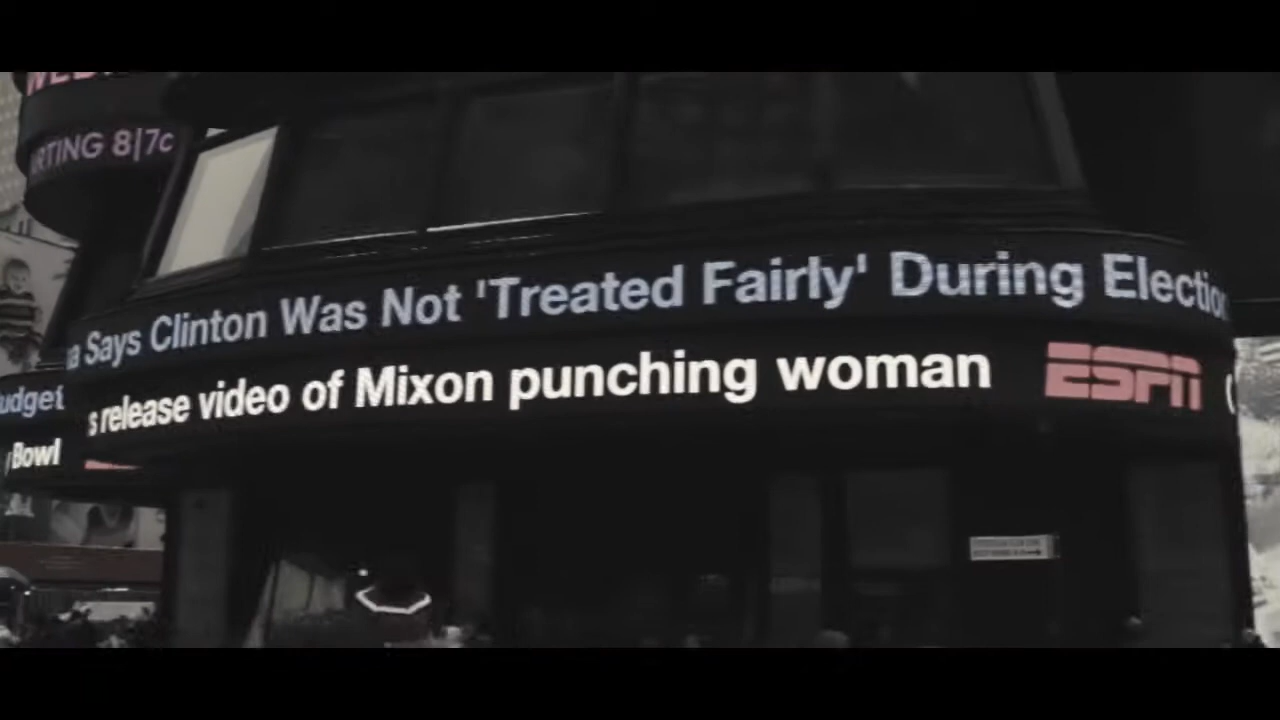 RTING 8|7c
a Says Clinton Was Not 'Treated Fairly' During Election
s release video of Mixon punching woman ESPN
udget
Bowl